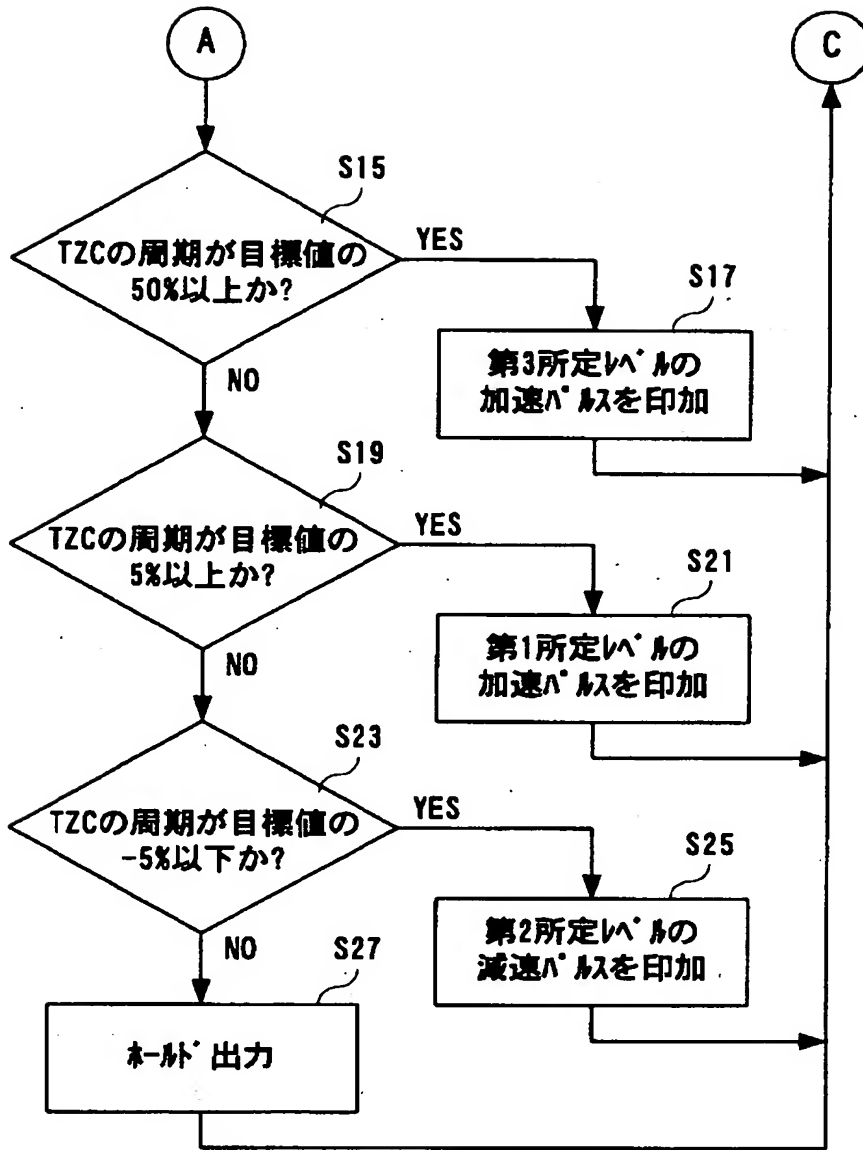 A
C
S15
TZCの周期が目標値の
50%以上か?
YES
NO
S17
第3所定ﾚﾍﾞﾙの
加速ﾊﾟﾙｽを印加
S19
TZCの周期が目標値の
5%以上か?
YES
NO
S21
第1所定ﾚﾍﾞﾙの
加速ﾊﾟﾙｽを印加
S23
TZCの周期が目標値の
-5%以下か?
YES
NO
S25
第2所定ﾚﾍﾞﾙの
減速ﾊﾟﾙｽを印加
S27
ﾎｰﾙﾄﾞ出力